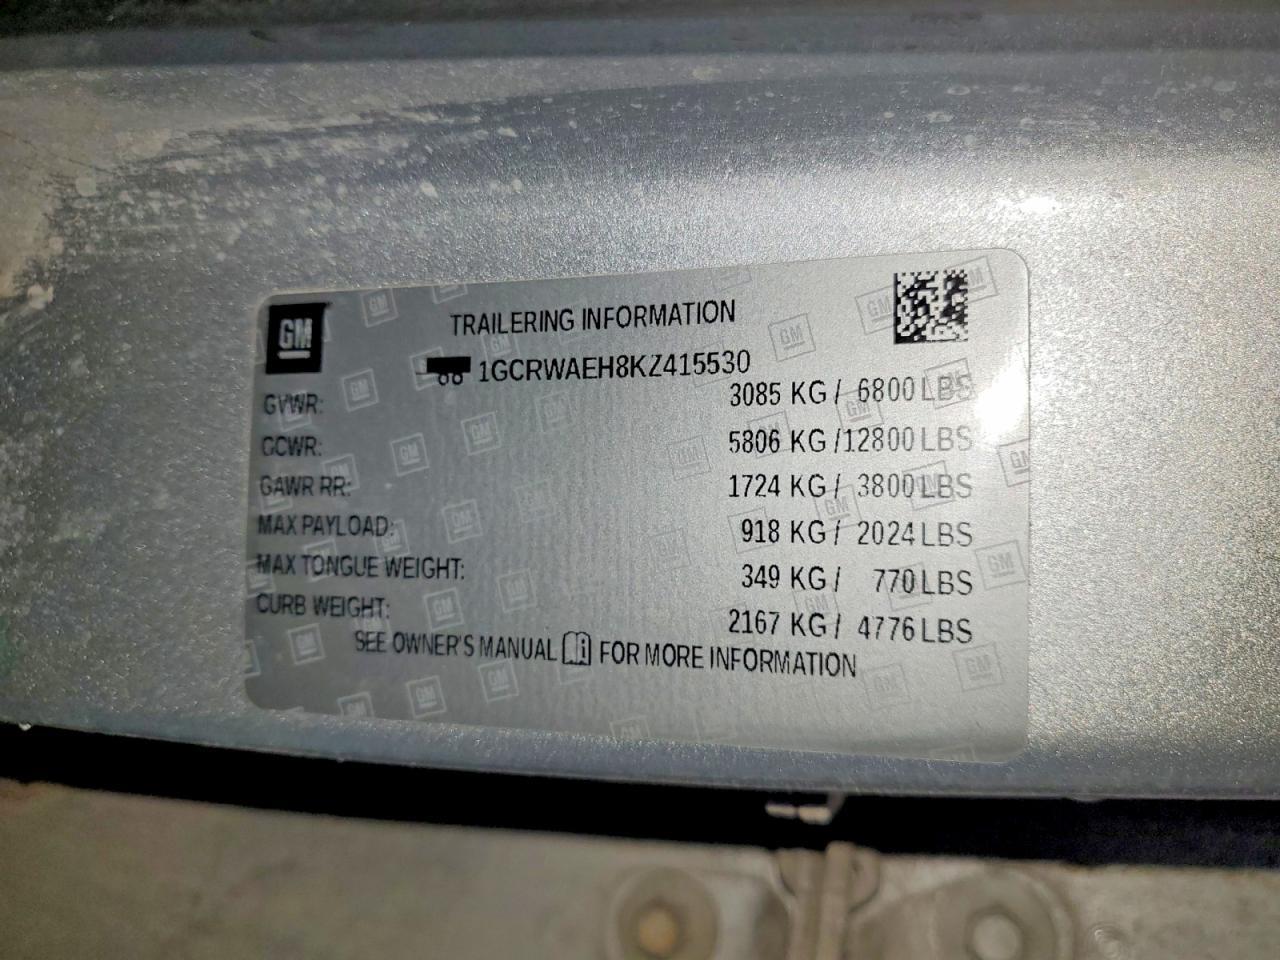 GM
TRAILERING INFORMATION
1GCRWAEH8KZ415530
GVWR: 3085 KG / 6800 LBS
GCWR: 5806 KG /12800 LBS
GAWR RR: 1724 KG / 3800 LBS
MAX PAYLOAD: 918 KG / 2024 LBS
MAX TONGUE WEIGHT: 349 KG / 770 LBS
CURB WEIGHT: 2167 KG / 4776 LBS
SEE OWNER'S MANUAL FOR MORE INFORMATION